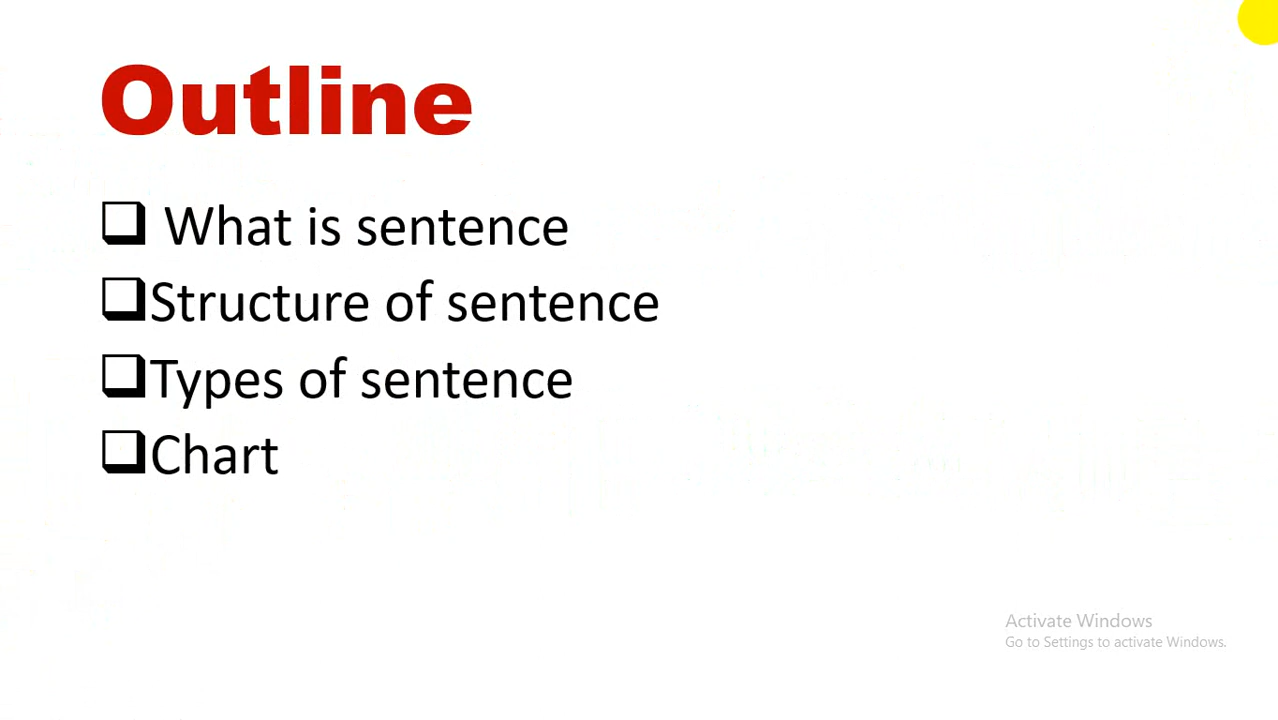 Outline
What is sentence
Structure of sentence
Types of sentence
Chart
Activate Windows
Go to Settings to activate Windows.